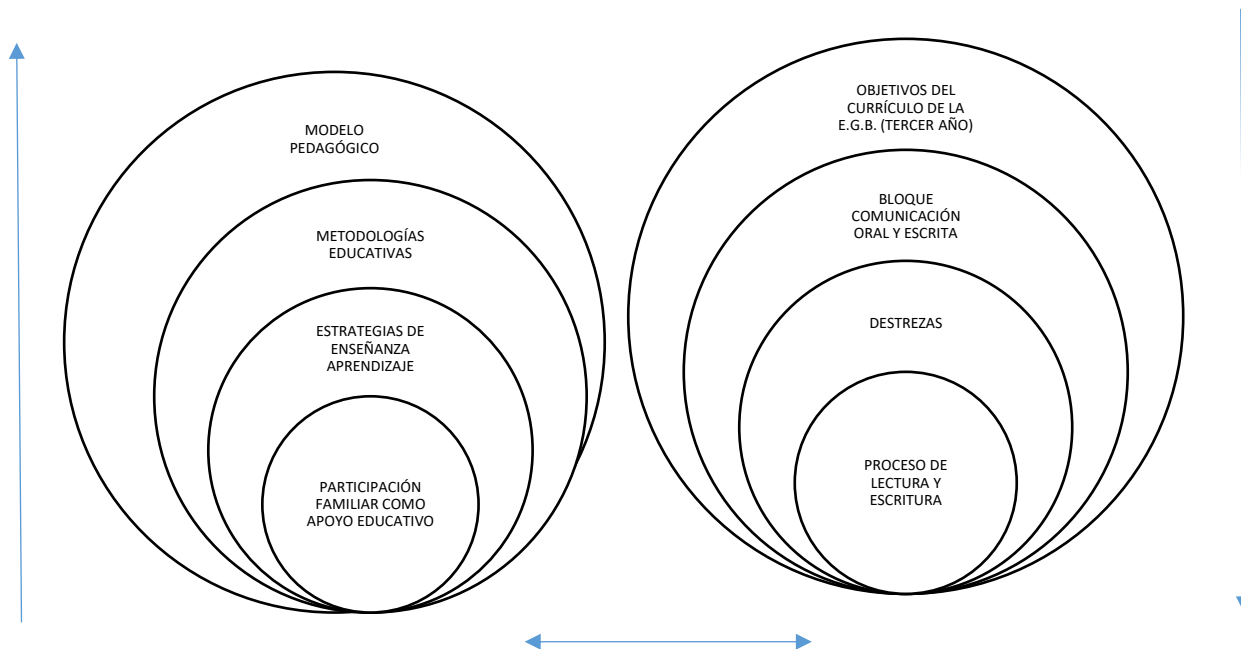 MODELO
PEDAGÓGICO
METODOLOGÍAS
EDUCATIVAS
ESTRATEGIAS DE
ENSEÑANZA
APRENDIZAJE
PARTICIPACIÓN
FAMILIAR COMO
APOYO EDUCATIVO
OBJETIVOS DEL
CURRÍCULO DE LA
E.G.B. (TERCER AÑO)
BLOQUE
COMUNICACIÓN
ORAL Y ESCRITA
DESTREZAS
PROCESO DE
LECTURA Y
ESCRITURA